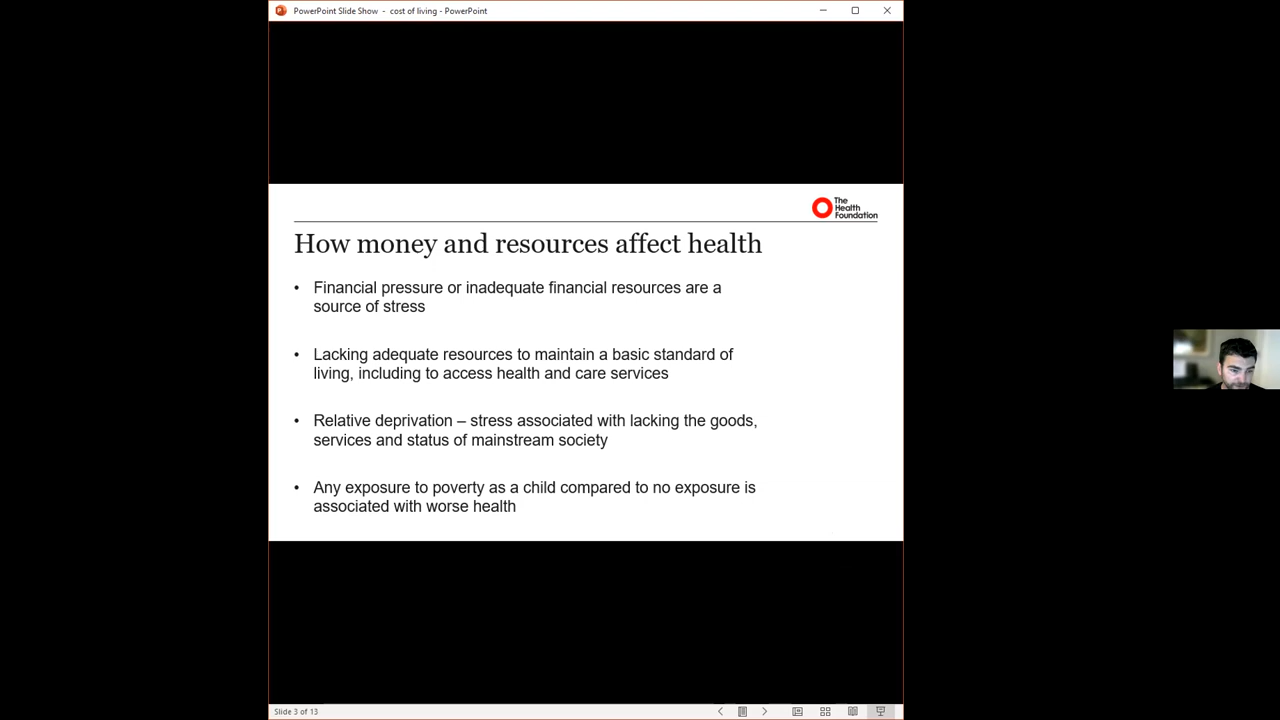 PowerPoint Slide Show - cost of living - PowerPoint
The
Health
Foundation
How money and resources affect health
• Financial pressure or inadequate financial resources are a
source of stress
• Lacking adequate resources to maintain a basic standard of
living, including to access health and care services
• Relative deprivation – stress associated with lacking the goods,
services and status of mainstream society
• Any exposure to poverty as a child compared to no exposure is
associated with worse health
Slide 3 of 13